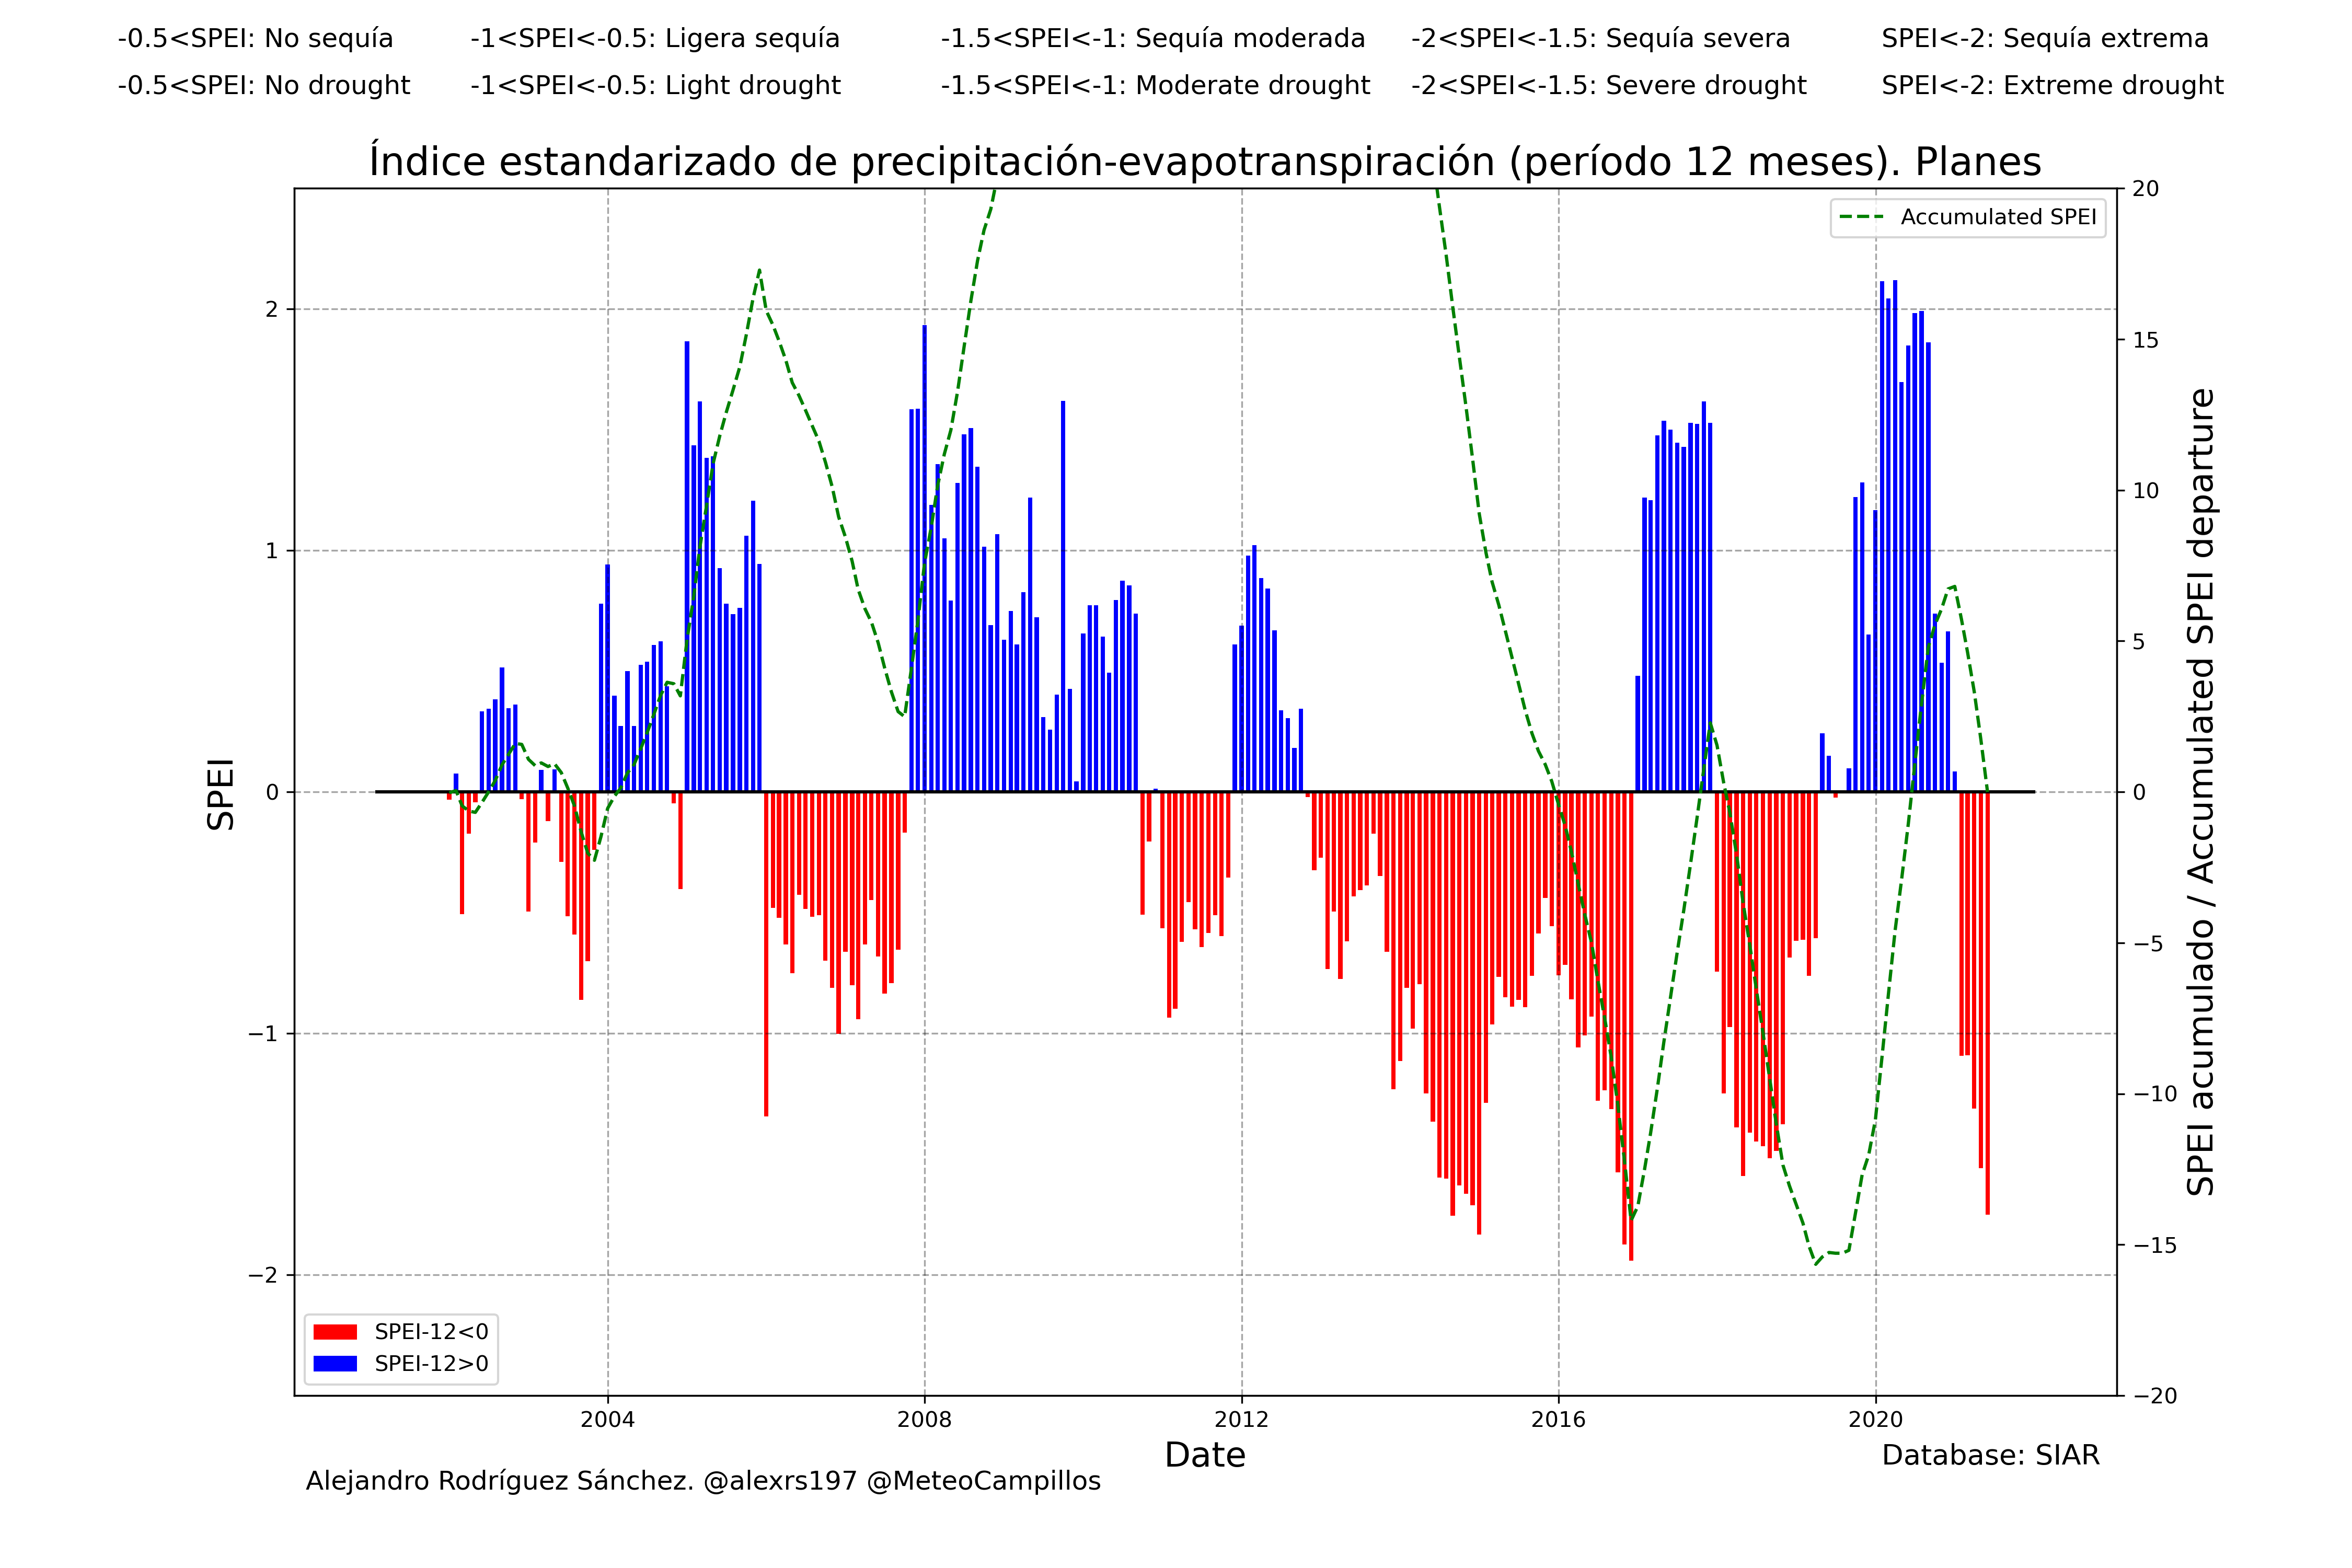 -0.5<SPEI: No sequía -1<SPEI<-0.5: Ligera sequía -1.5<SPEI<-1: Sequía moderada -2<SPEI<-1.5: Sequía severa SPEI<-2: Sequía extrema
-0.5<SPEI: No drought -1<SPEI<-0.5: Light drought -1.5<SPEI<-1: Moderate drought -2<SPEI<-1.5: Severe drought SPEI<-2: Extreme drought
Índice estandarizado de precipitación-evapotranspiración (período 12 meses). Planes
Accumulated SPEI
SPEI
2
1
0
−1
−2
20
15
10
5
0
−5
−10
−15
−20
SPEI acumulado / Accumulated SPEI departure
SPEI-12<0
SPEI-12>0
2004 2008 2012 2016 2020
Date
Database: SIAR
Alejandro Rodríguez Sánchez. @alexrs197 @MeteoCampillos